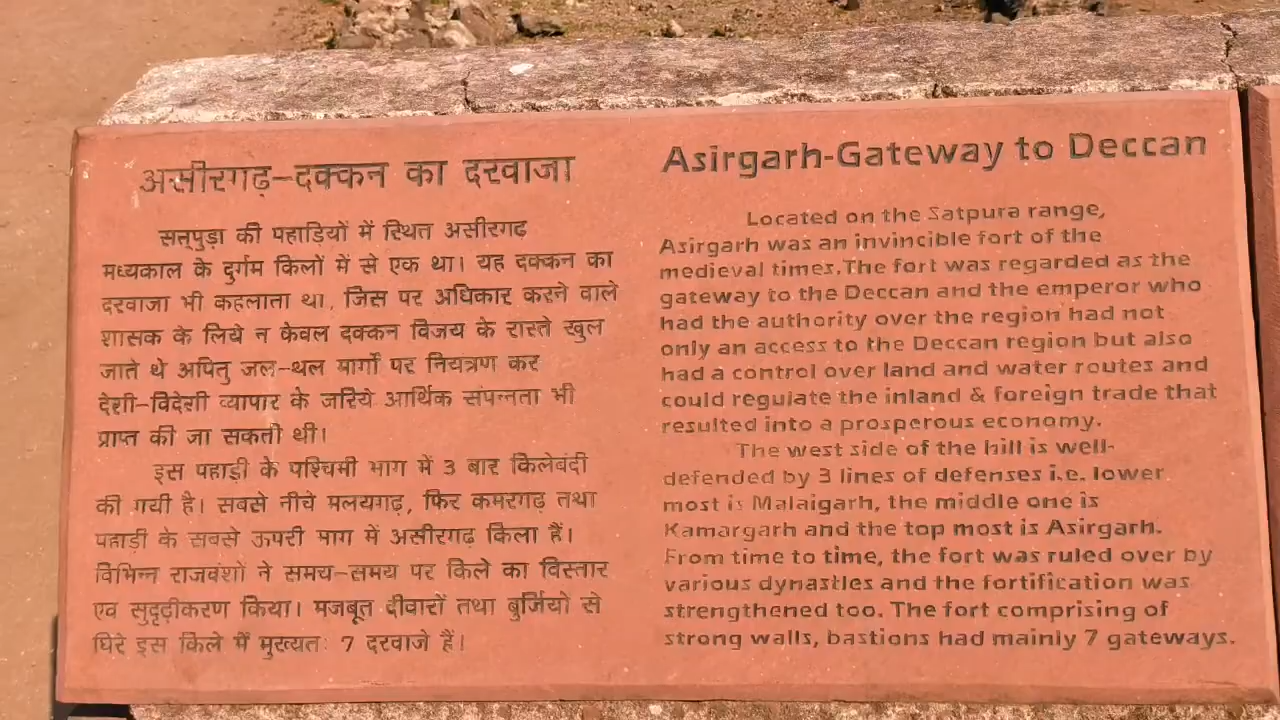 असीरगढ़-दक्कन का दरवाजा
सत्पुड़ा की पहाड़ियों में स्थित असीरगढ़
मध्यकाल के दुर्गम किलों में से एक था। यह दक्कन का
दरवाजा भी कहलाता था, जिस पर अधिकार करने वाले
शासक के लिये न केवल दक्कन विजय के रास्ते खुल
जाते थे अपितु जल-थल मार्गों पर नियंत्रण कर
देशी-विदेशी व्यापार के जरिये आर्थिक संपन्नता भी
प्राप्त की जा सकती थी।
इस पहाड़ी के पश्चिमी भाग में 3 बार किलेबंदी
की गयी है। सबसे नीचे मलयगढ़, फिर कमरगढ़ तथा
पहाड़ी के सबसे ऊपरी भाग में असीरगढ़ किला हैं।
विभिन्न राजवंशो ने समय-समय पर किले का विस्तार
एवं सुदृढ़ीकरण किया। मजबूत दीवारों तथा बुर्जियो से
घिरे इस किले में मुख्यतः 7 दरवाजे हैं।
Asirgarh-Gateway to Deccan
Located on the Satpura range,
Asirgarh was an invincible fort of the
medieval times.The fort was regarded as the
gateway to the Deccan and the emperor who
had the authority over the region had not
only an access to the Deccan region but also
had a control over land and water routes and
could regulate the inland & foreign trade that
resulted into a prosperous economy.
The west side of the hill is well-
defended by 3 lines of defenses i.e. lower
most is Malaigarh, the middle one is
Kamargarh and the top most is Asirgarh.
From time to time, the fort was ruled over by
various dynasties and the fortification was
strengthened too. The fort comprising of
strong walls, bastions had mainly 7 gateways.